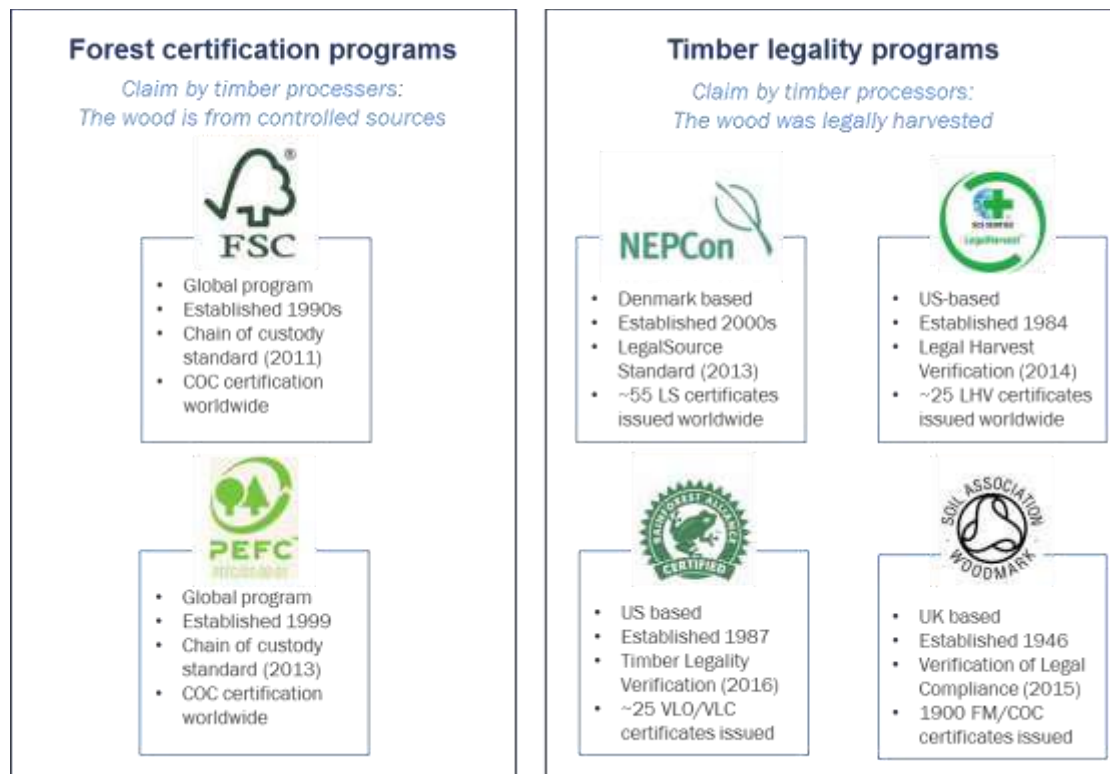 Forest certification programs
Claim by timber processers:
The wood is from controlled sources
FSC
®
• Global program
• Established 1990s
• Chain of custody
standard (2011)
• COC certification
worldwide
PEFC
• Global program
• Established 1999
• Chain of custody
standard (2013)
• COC certification
worldwide
Timber legality programs
Claim by timber processors:
The wood was legally harvested
NEPCon
• Denmark based
• Established 2000s
• LegalSource
Standard (2013)
• ~55 LS certificates
issued worldwide
LegalHarvest
• US-based
• Established 1984
• Legal Harvest
Verification (2014)
• ~25 LHV certificates
issued worldwide
RAINFOREST ALLIANCE
CERTIFIED
• US based
• Established 1987
• Timber Legality
Verification (2016)
• ~25 VLO/VLC
certificates issued
SOIL ASSOCIATION
WOODMARK
• UK based
• Established 1946
• Verification of Legal
Compliance (2015)
• 1900 FM/COC
certificates issued